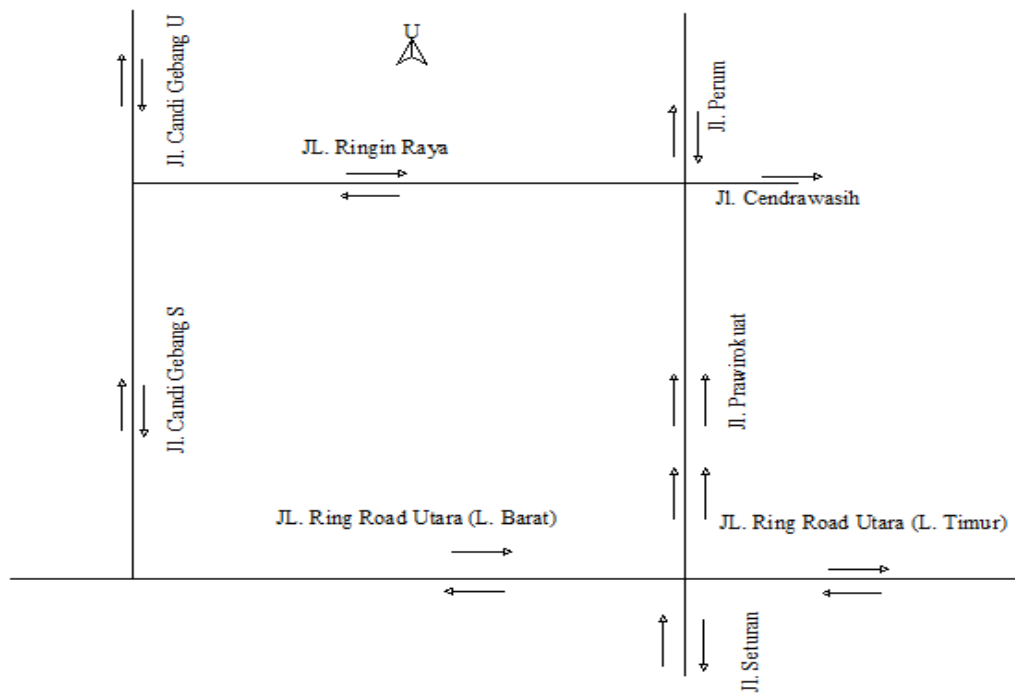 U
Jl. Candi Gebang U
Jl. Perum
JL. Ringin Raya
Jl. Cendrawasih
Jl. Candi Gebang S
Jl. Prawirokuat
JL. Ring Road Utara (L. Barat)
JL. Ring Road Utara (L. Timur)
Jl. Seturan